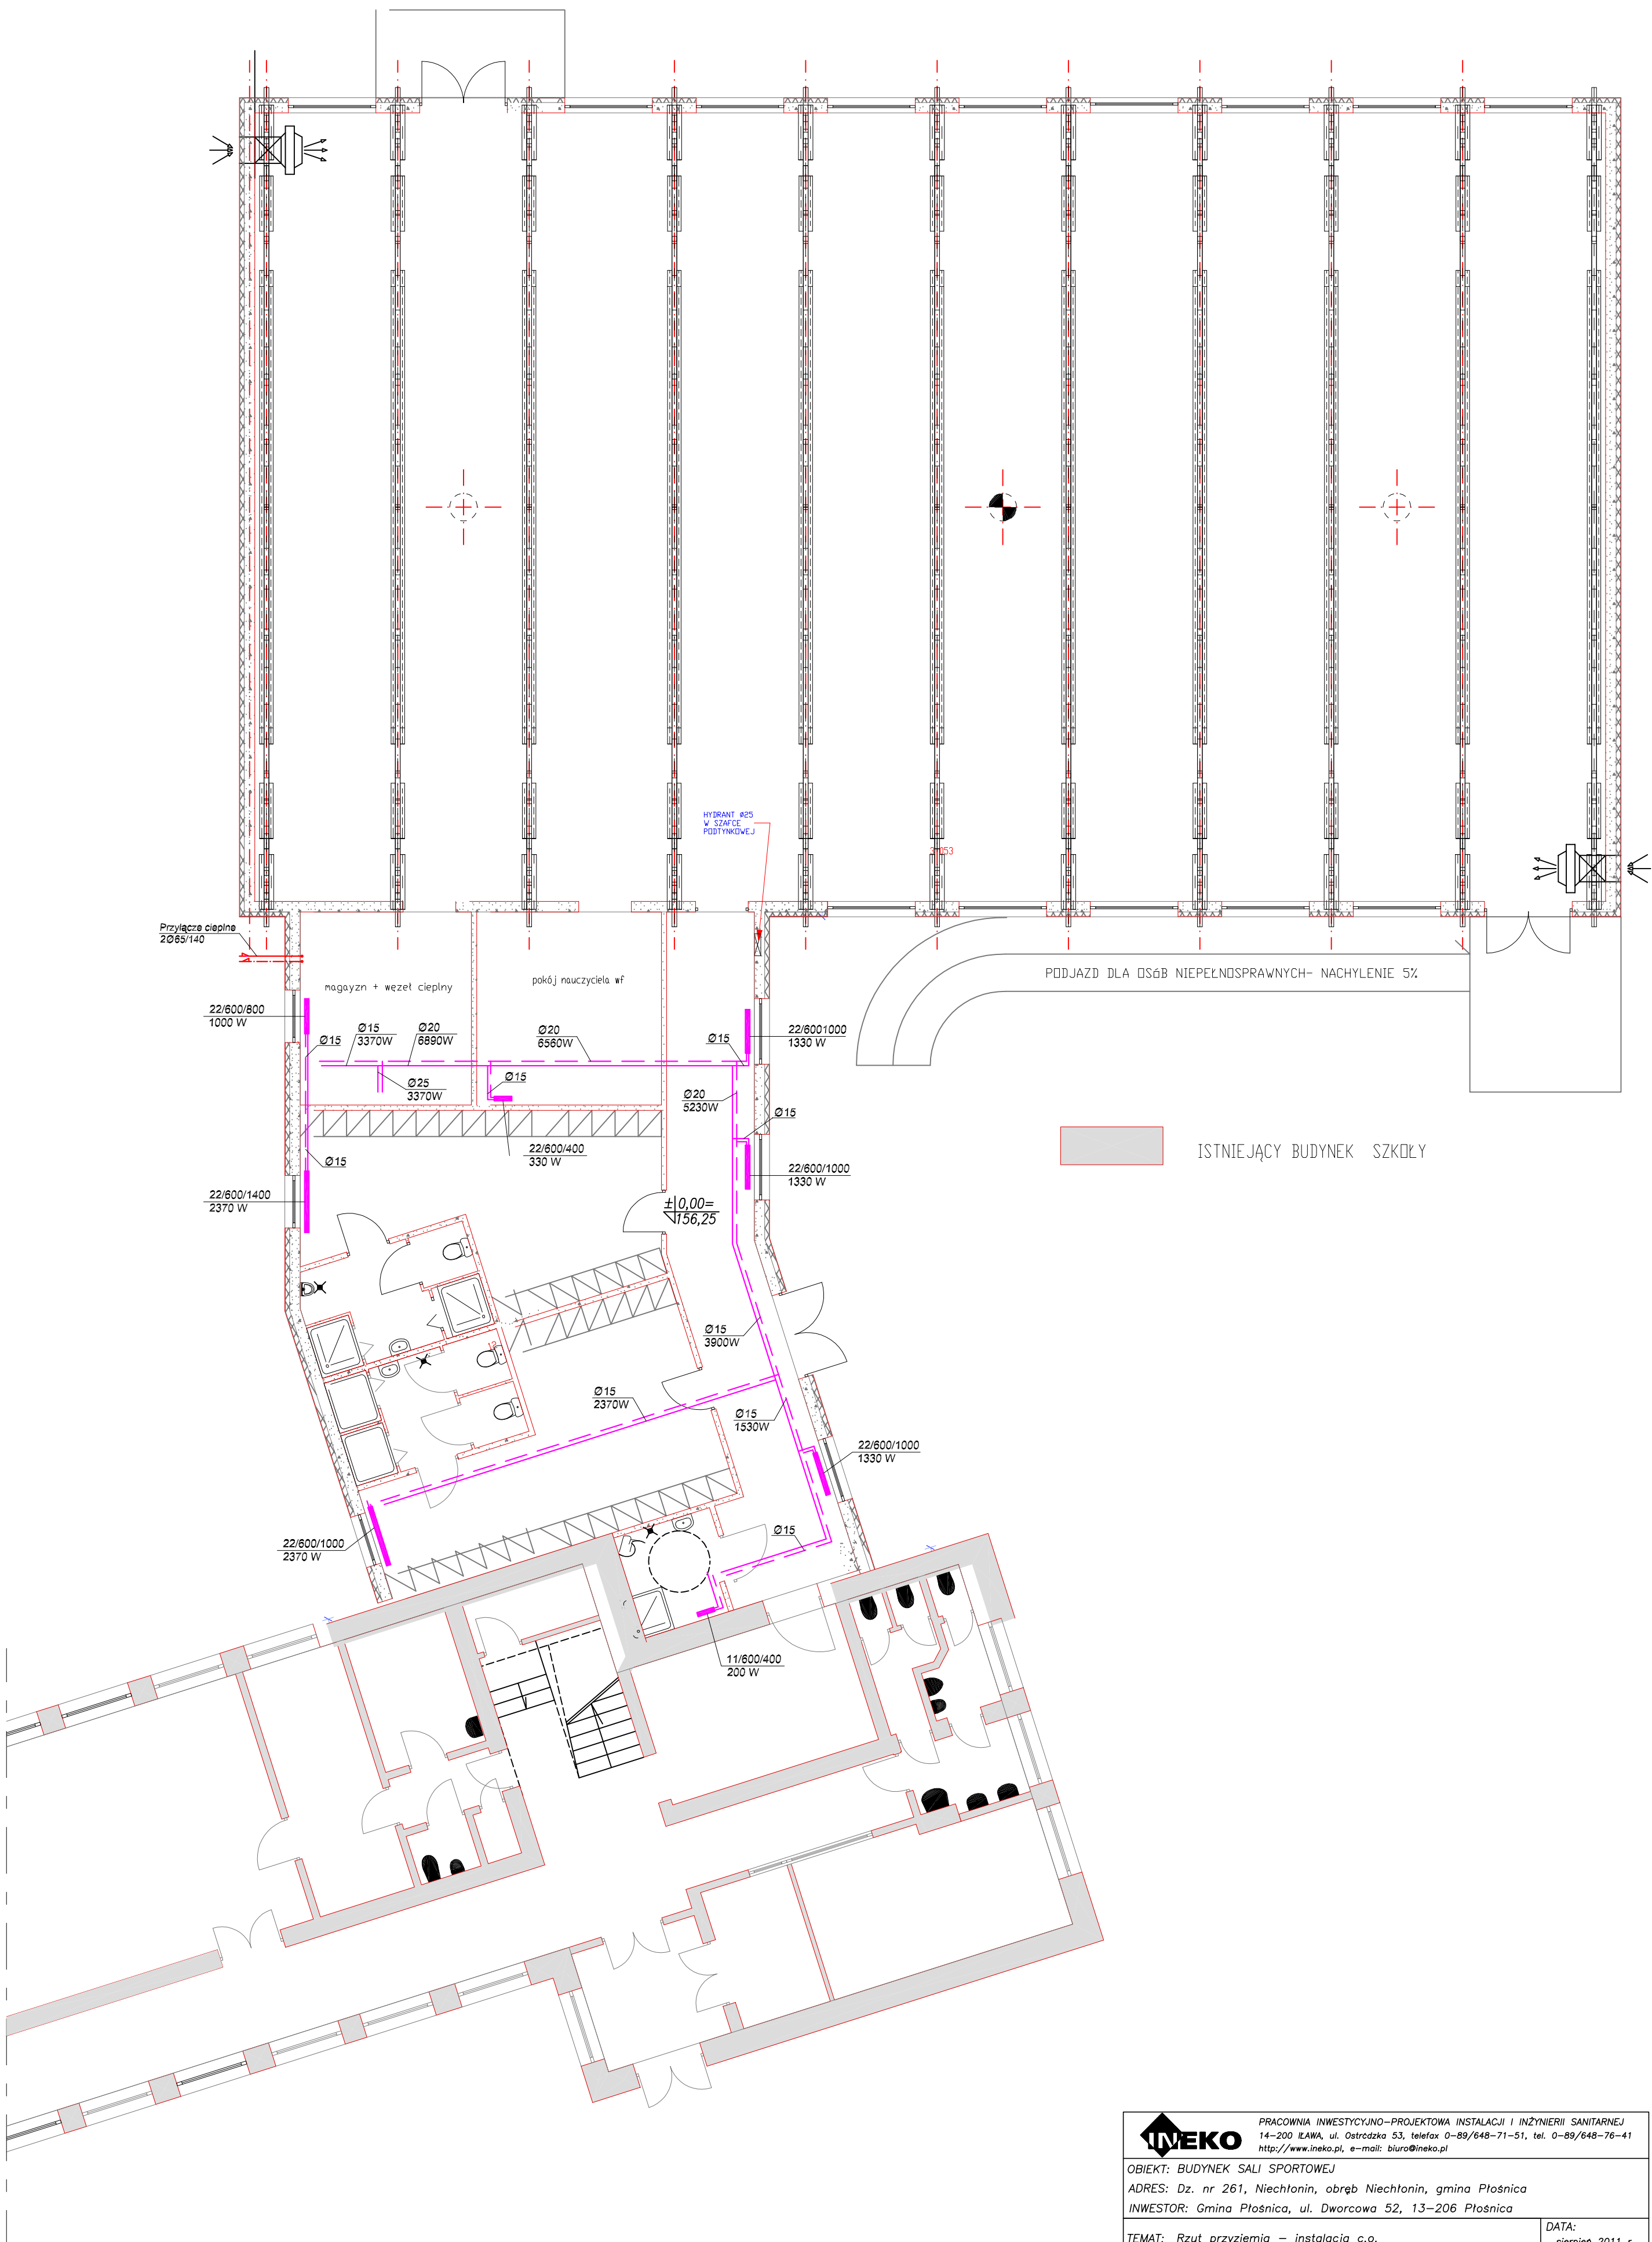 HYDRANT Ø25
W SZAFCE
PODTYNKOWEJ
Przyłącze cieplne
2Ø65/140
magayzn + węzeł cieplny
pokój nauczyciela wf
PODJAZD DLA OSóB NIEPEŁNOSPRAWNYCH- NACHYLENIE 5%
22/600/800
1000 W
Ø15
Ø15
3370W
Ø20
6890W
Ø20
6560W
Ø15
22/6001000
1330 W
Ø25
3370W
Ø15
Ø20
5230W
Ø15
22/600/400
330 W
Ø15
22/600/1400
2370 W
22/600/1000
1330 W
ISTNIEJĄCY BUDYNEK SZKOŁY
±0,00=
156,25
Ø15
3900W
Ø15
2370W
Ø15
1530W
22/600/1000
1330 W
22/600/1000
2370 W
Ø15
11/600/400
200 W
INEKO
PRACOWNIA INWESTYCYJNO-PROJEKTOWA INSTALACJI I INŻYNIERII SANITARNEJ
14-200 IŁAWA, ul. Ostródzka 53, telefax 0-89/648-71-51, tel. 0-89/648-76-41
http://www.ineko.pl, e-mail: biuro@ineko.pl
OBIEKT: BUDYNEK SALI SPORTOWEJ
ADRES: Dz. nr 261, Niechłonin, obręb Niechłonin, gmina Płośnica
INWESTOR: Gmina Płośnica, ul. Dworcowa 52, 13-206 Płośnica
TEMAT: Rzut przyziemia - instalacja c.o.
DATA:
sierpień 2011 r.